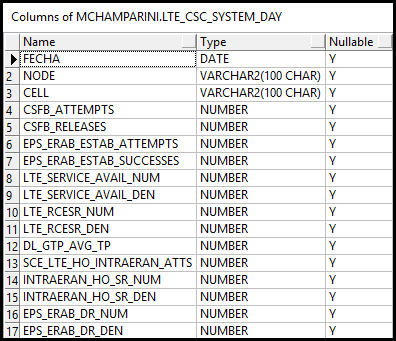 Columns of MCHAMPARINI.LTE_CSC_SYSTEM_DAY
Name Type Nullable
FECHA DATE Y
2 NODE VARCHAR2(100 CHAR) Y
3 CELL VARCHAR2(100 CHAR) Y
4 CSFB_ATTEMPTS NUMBER Y
5 CSFB_RELEASES NUMBER Y
6 EPS_ERAB_ESTAB_ATTEMPTS NUMBER Y
7 EPS_ERAB_ESTAB_SUCCESSES NUMBER Y
8 LTE_SERVICE_AVAIL_NUM NUMBER Y
9 LTE_SERVICE_AVAIL_DEN NUMBER Y
10 LTE_RCESR_NUM NUMBER Y
11 LTE_RCESR_DEN NUMBER Y
12 DL_GTP_AVG_TP NUMBER Y
13 SCE_LTE_HO_INTRAERAN_ATTS NUMBER Y
14 INTRAERAN_HO_SR_NUM NUMBER Y
15 INTRAERAN_HO_SR_DEN NUMBER Y
16 EPS_ERAB_DR_NUM NUMBER Y
17 EPS_ERAB_DR_DEN NUMBER Y